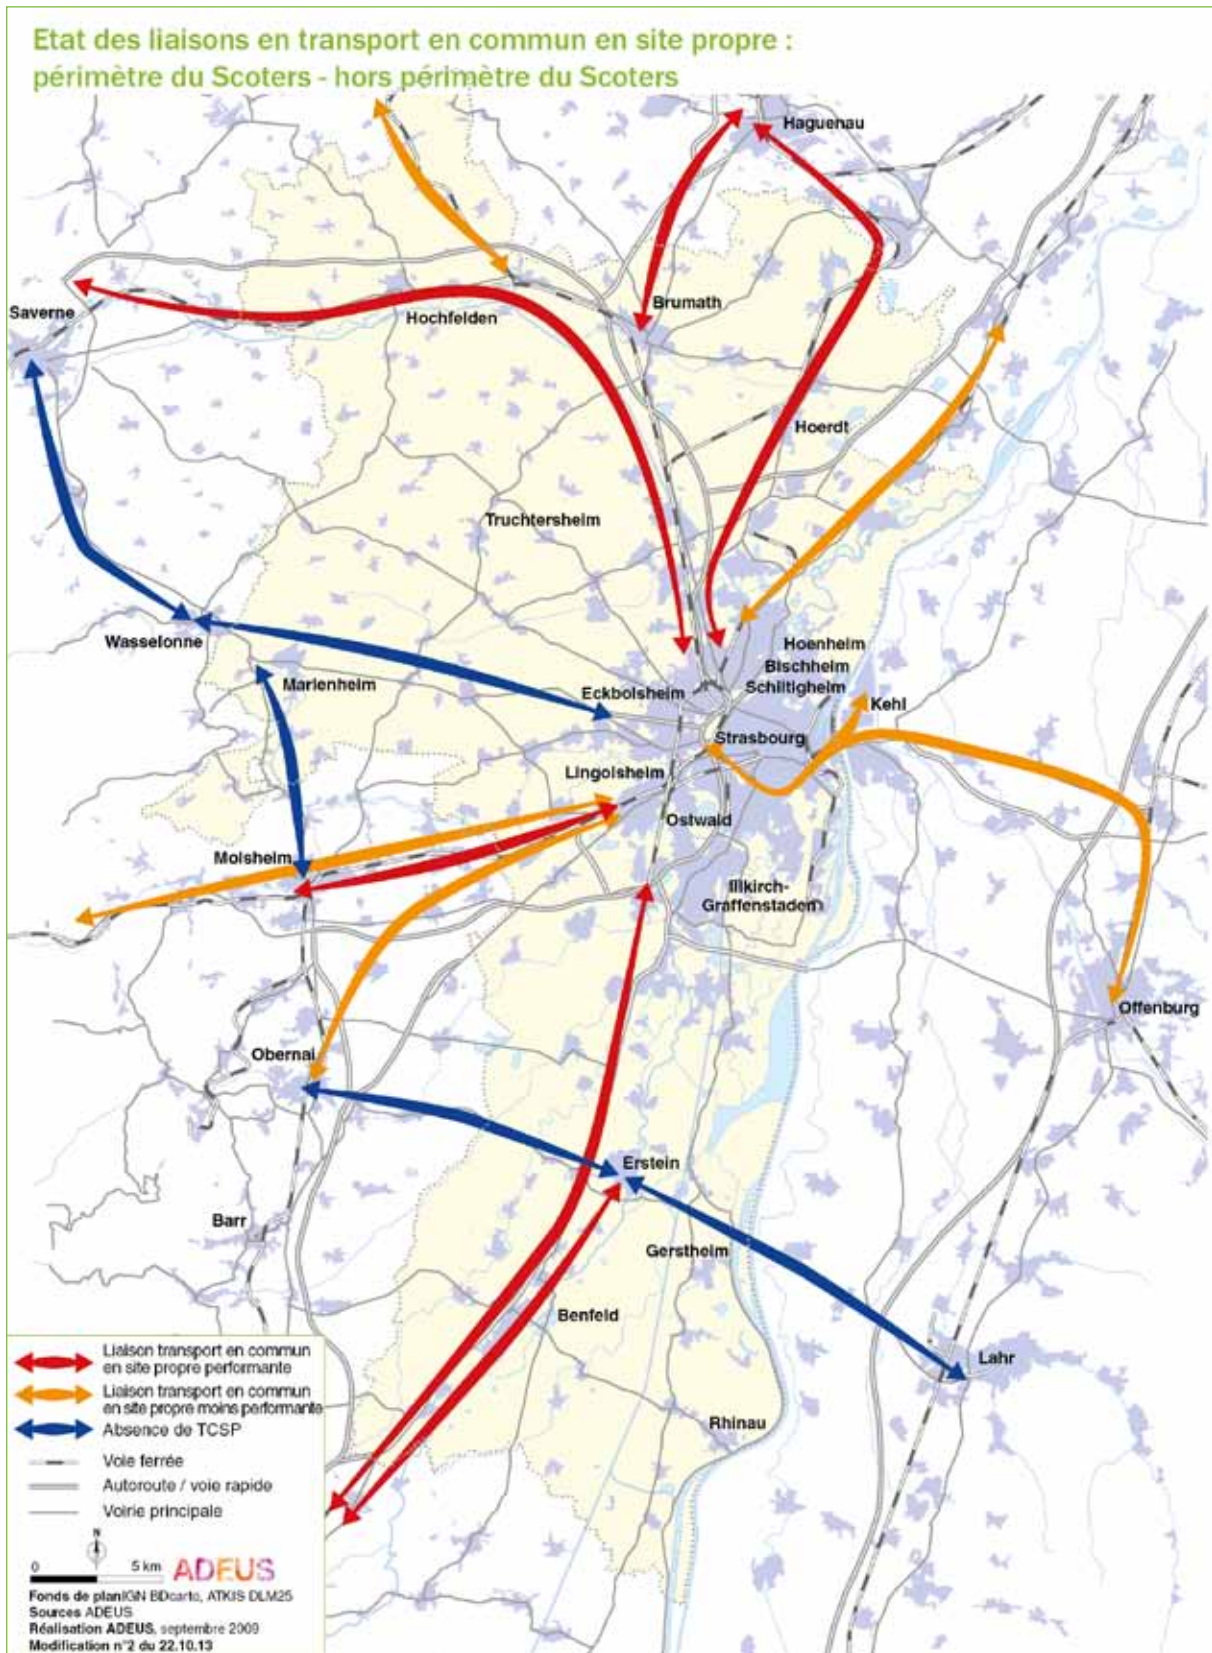 Etat des liaisons en transport en commun en site propre :
périmètre du Scoters - hors périmètre du Scoters
Haguenau
Saverne
Brumath
Hochfelden
Hoerdt
Truchtersheim
Wasselonne
Hoenheim
Bischheim
Marlenheim
Schiltigheim
Eckbolsheim
Kehl
Strasbourg
Lingolsheim
Ostwald
Molsheim
Illkirch-
Graffenstaden
Offenburg
Obernai
Erstein
Barr
Gerstheim
Benfeld
Lahr
Rhinau
Liaison transport en commun
en site propre performante
Liaison transport en commun
en site propre moins performante
Absence de TCSP
Voie ferrée
Autoroute / voie rapide
Voirie principale
N
0 5 km ADEUS
Fonds de plan IGN BDcarto, ATKIS DLM25
Sources ADEUS
Réalisation ADEUS, septembre 2009
Modification n°2 du 22.10.13